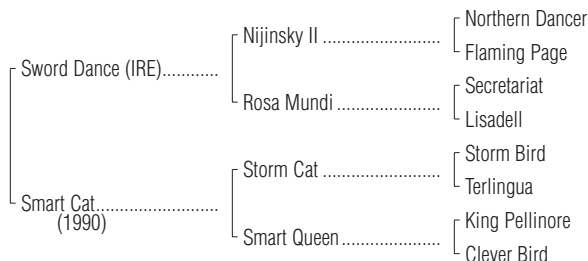 Northern Dancer
Nijinsky II ..........................
Flaming Page
Sword Dance (IRE)............
Secretariat
Rosa Mundi .......................
Lisadell
Storm Bird
Storm Cat ..........................
Terlingua
Smart Cat..........................
(1990)
King Pellinore
Smart Queen......................
Clever Bird